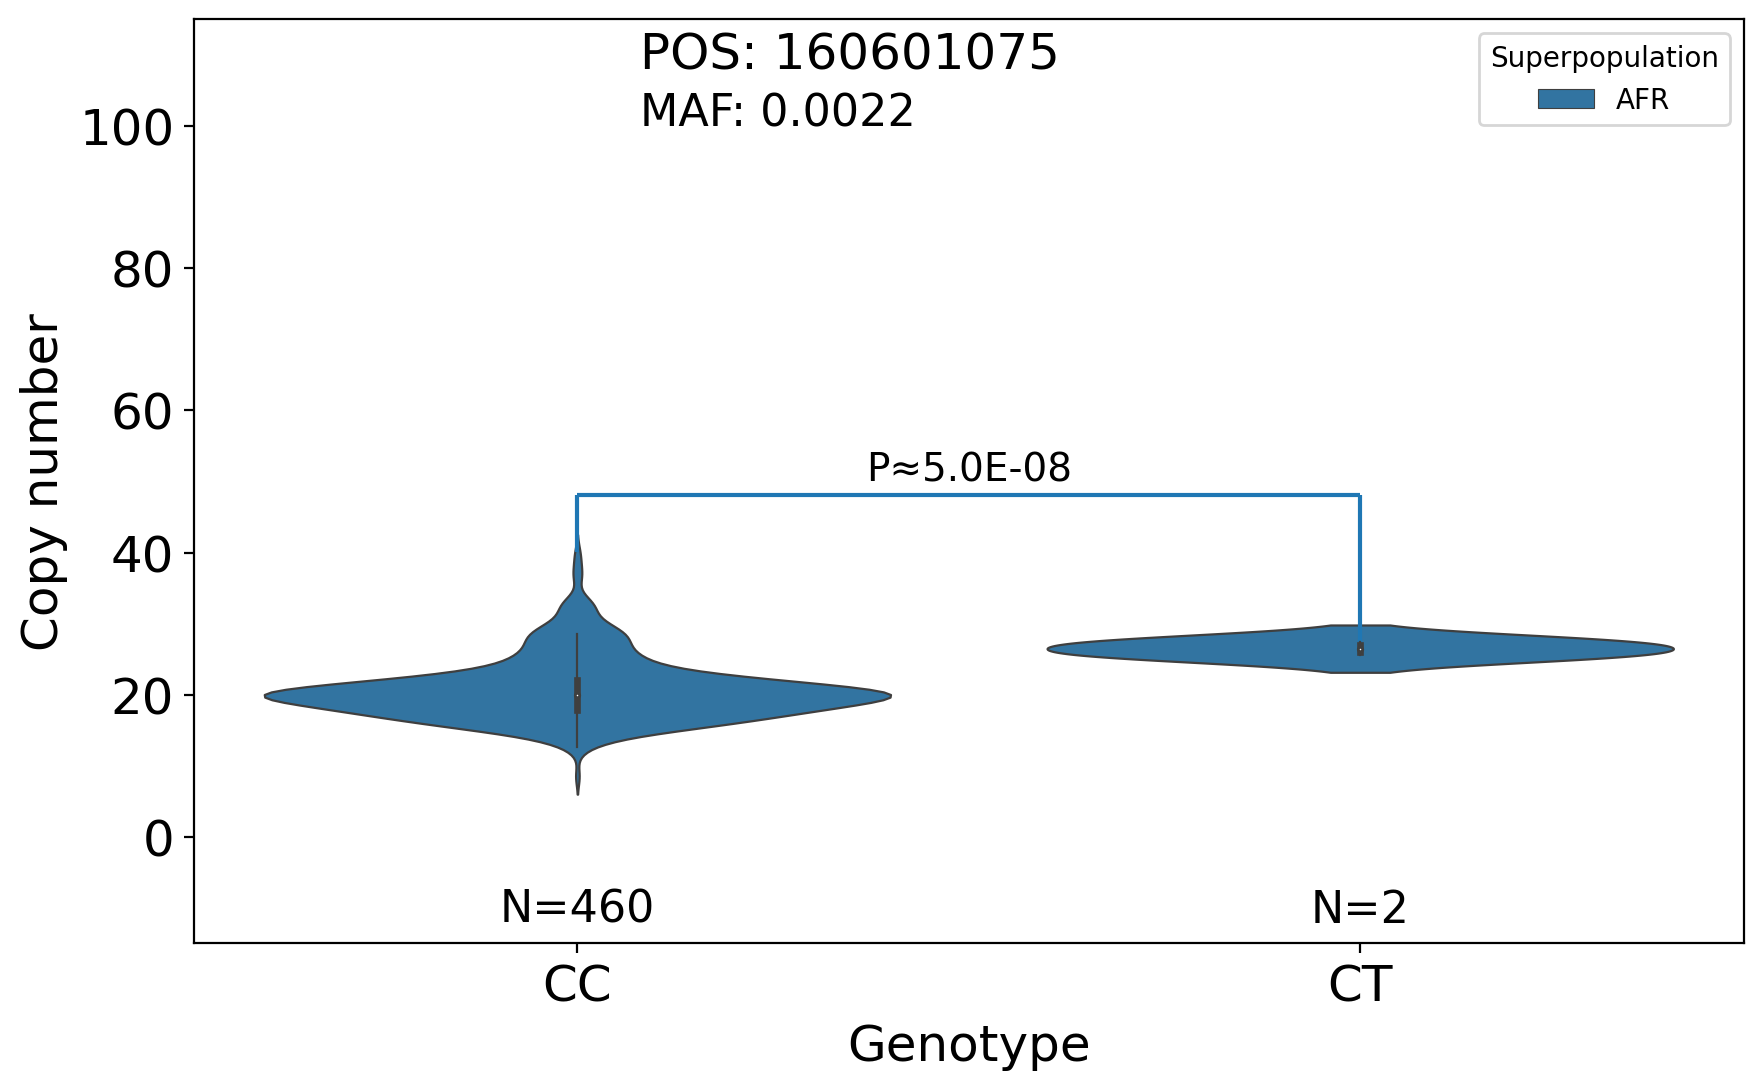 POS: 160601075
MAF: 0.0022
Superpopulation
AFR
100
80
60
40
20
0
Copy number
P≈5.0E-08
N=460
N=2
CC
CT
Genotype